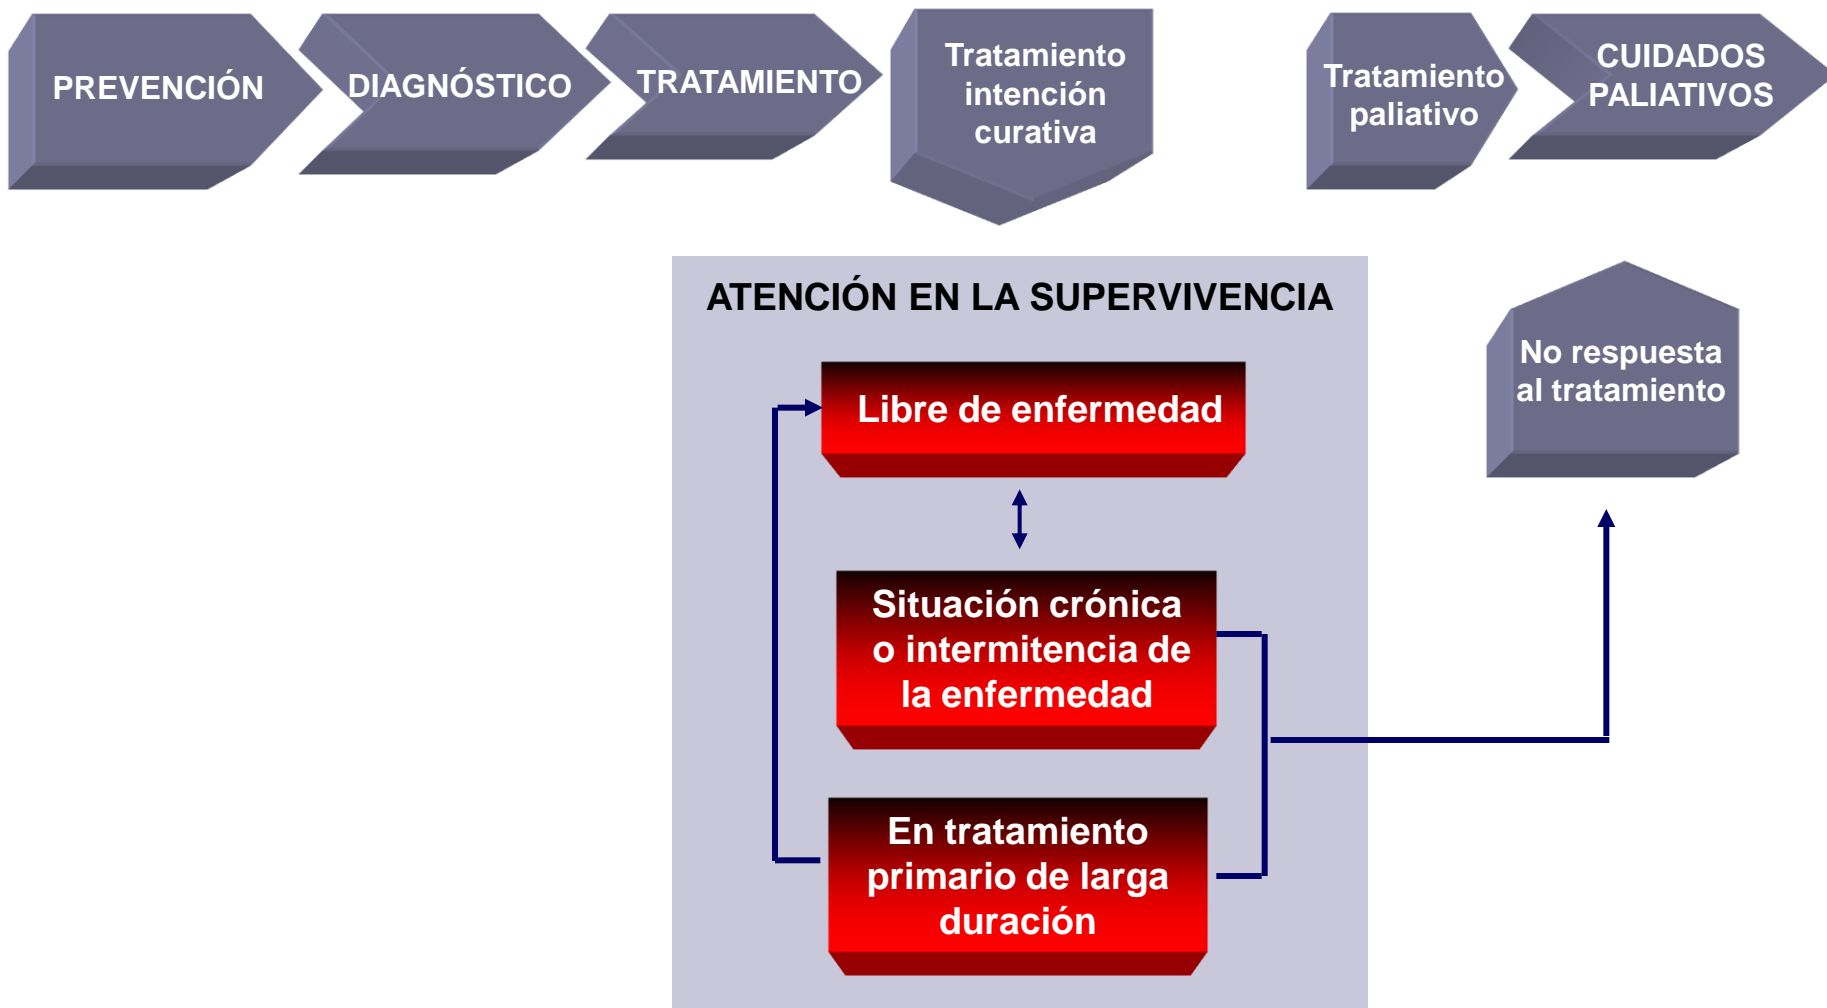 PREVENCIÓN
DIAGNÓSTICO
TRATAMIENTO
Tratamiento
intención
curativa
Tratamiento
paliativo
CUIDADOS
PALIATIVOS
ATENCIÓN EN LA SUPERVIVENCIA
Libre de enfermedad
No respuesta
al tratamiento
Situación crónica
o intermitencia de
la enfermedad
En tratamiento
primario de larga
duración